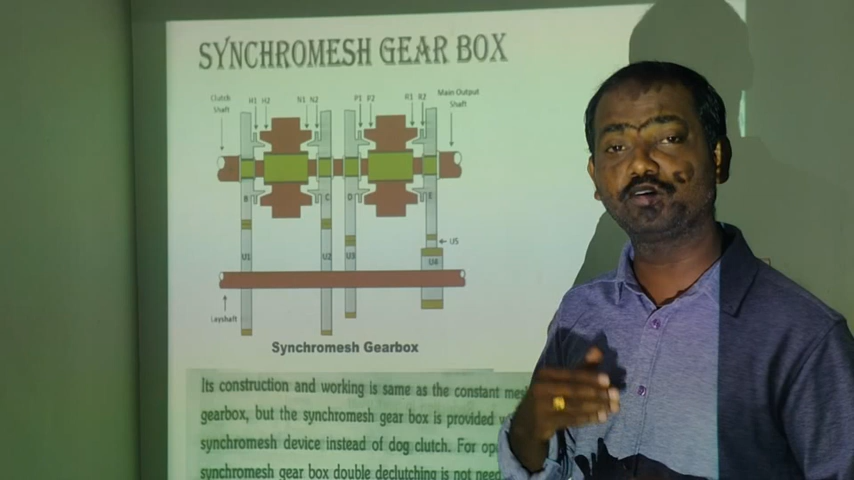 SYNCHROMESH GEAR BOX
Clutch Shaft
M1 M2
N1 N2
P1 P2
R1 R2
Main Output Shaft
B
C
D
E
U5
U1
U2
U3
U4
Layshaft
Synchromesh Gearbox
Its construction and working is same as the constant
gearbox, but the synchromesh gear box is provided
synchromesh device instead of dog clutch. For
synchromesh gear box double declutching is not